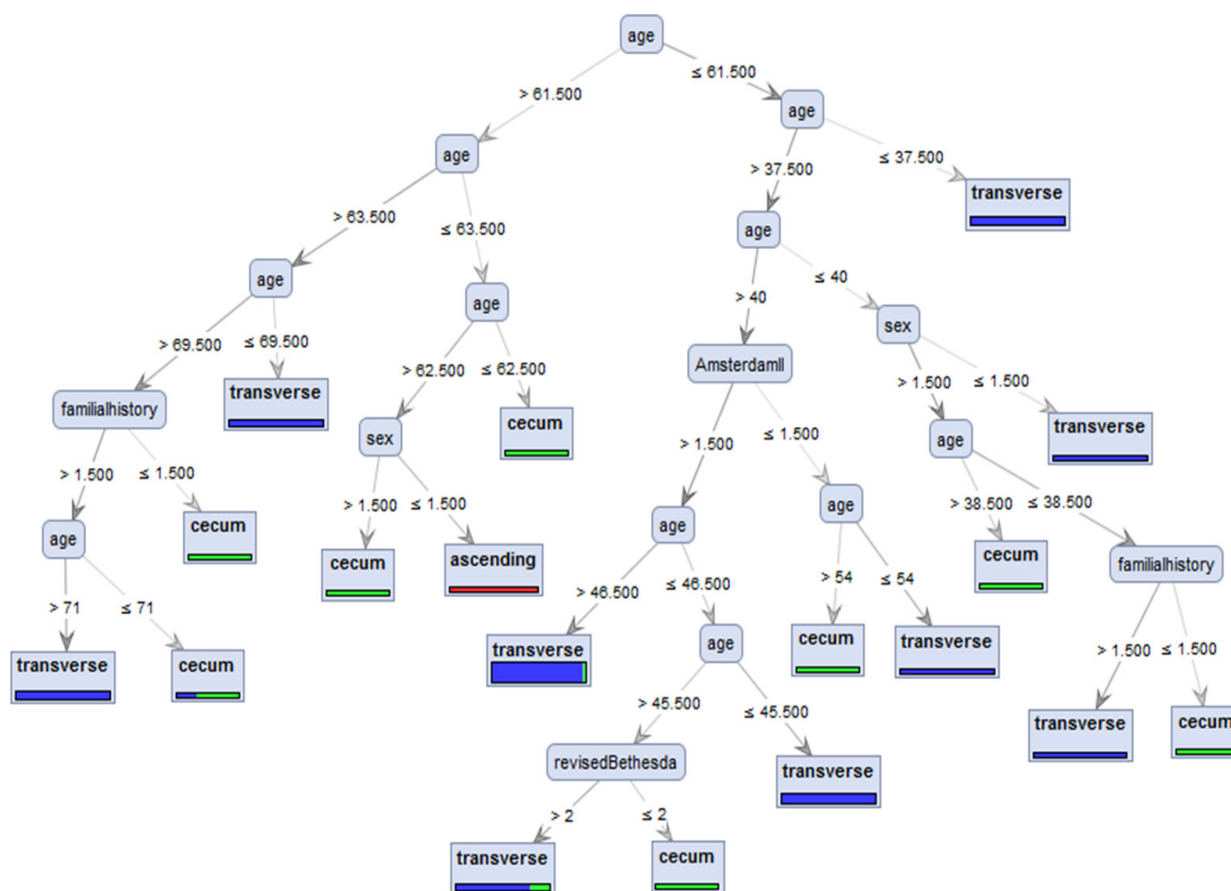 age
≤ 61.500
> 61.500
age
age
≤ 37.500
> 37.500
transverse
> 63.500
≤ 63.500
age
age
age
≤ 40
> 40
sex
> 69.500
≤ 69.500
> 62.500
≤ 62.500
AmsterdamII
> 1.500
≤ 1.500
familialhistory
transverse
cecum
transverse
sex
age
> 1.500
≤ 1.500
> 1.500
≤ 1.500
> 1.500
≤ 1.500
> 38.500
≤ 38.500
age
cecum
age
age
cecum
ascending
cecum
familialhistory
> 71
≤ 71
> 46.500
≤ 46.500
> 54
≤ 54
> 1.500
≤ 1.500
transverse
cecum
transverse
age
cecum
transverse
> 45.500
≤ 45.500
transverse
cecum
revisedBethesda
transverse
> 2
≤ 2
transverse
cecum